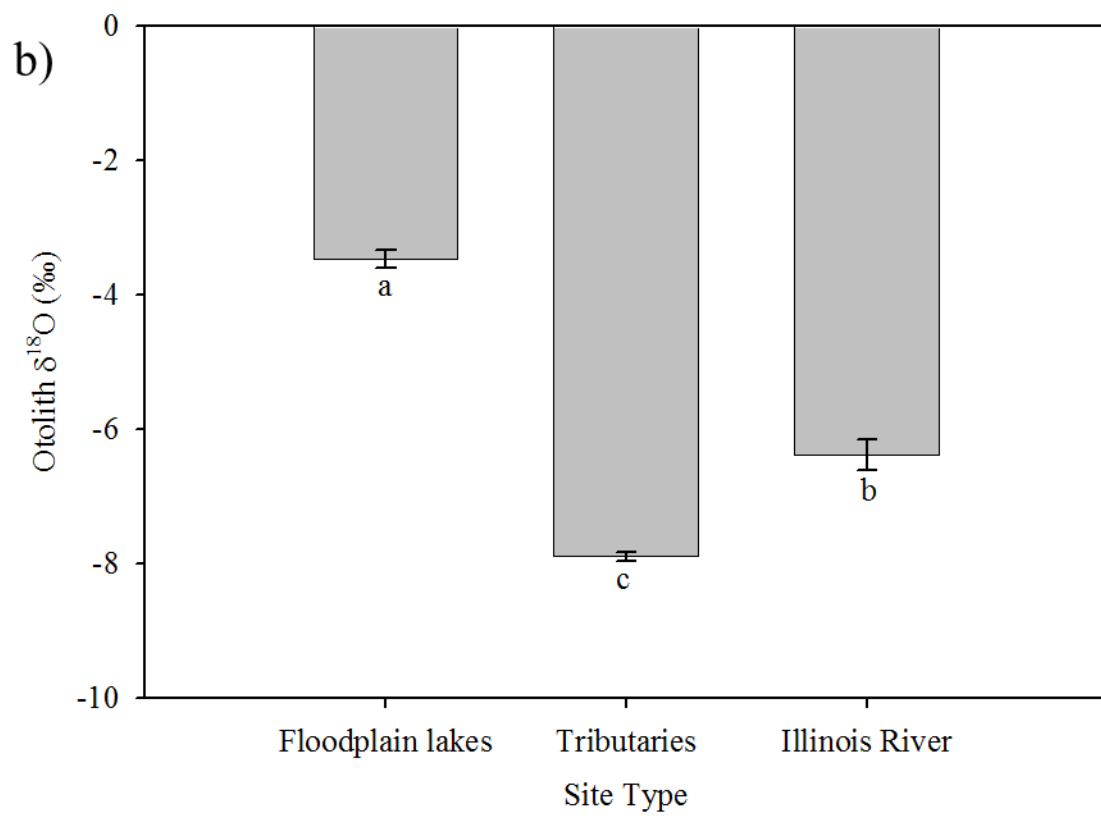 b)
0
-2
-4
-6
-8
-10
Otolith δ¹⁸O (‰)
a
c
b
Floodplain lakes Tributaries Illinois River
Site Type